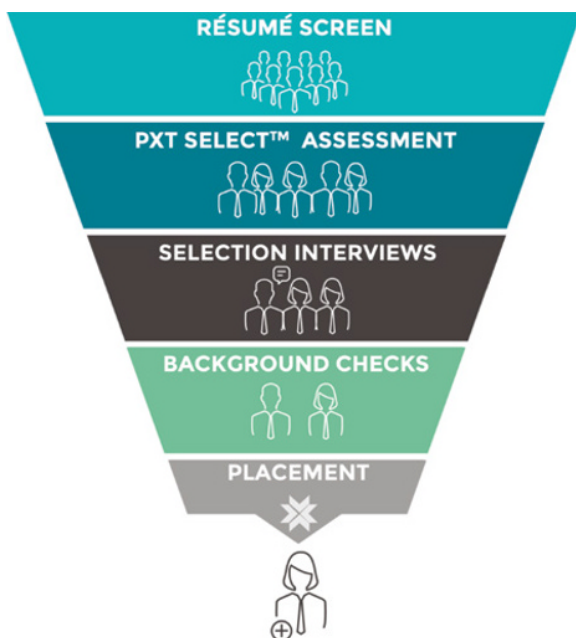 RÉSUMÉ SCREEN
PXT SELECT™ ASSESSMENT
SELECTION INTERVIEWS
BACKGROUND CHECKS
PLACEMENT